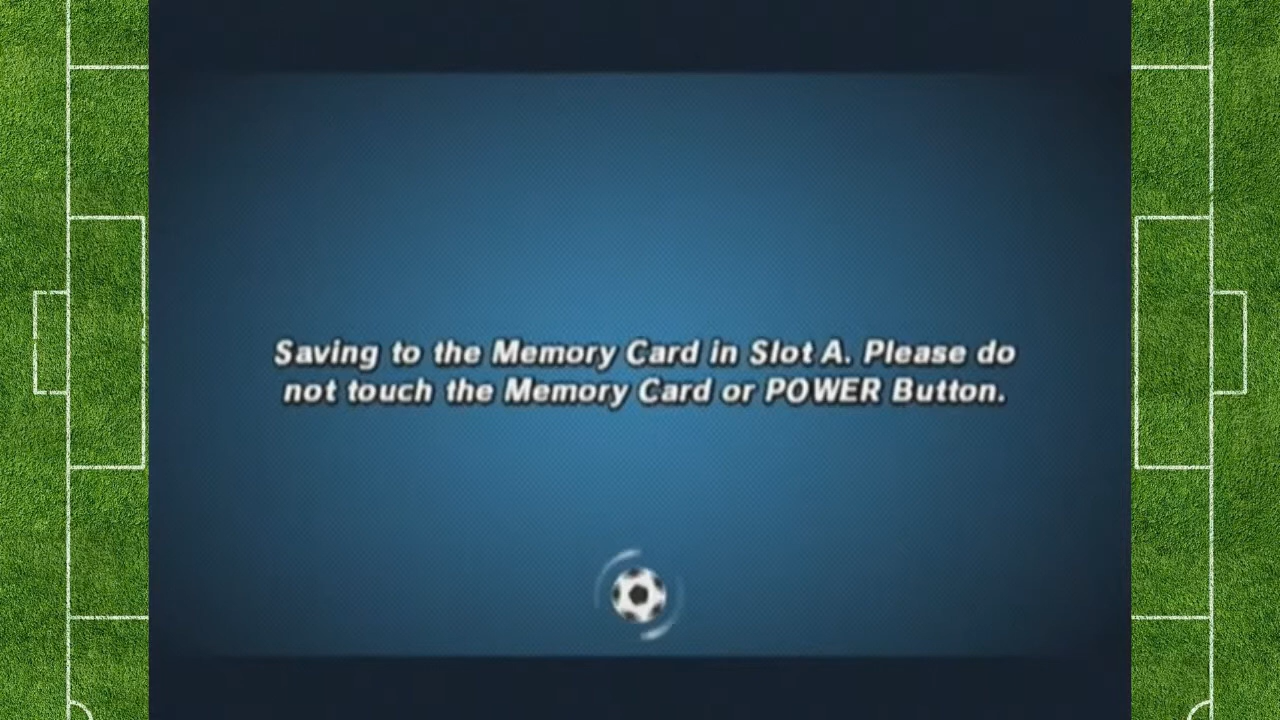 Saving to the Memory Card in Slot A. Please do
not touch the Memory Card or POWER Button.